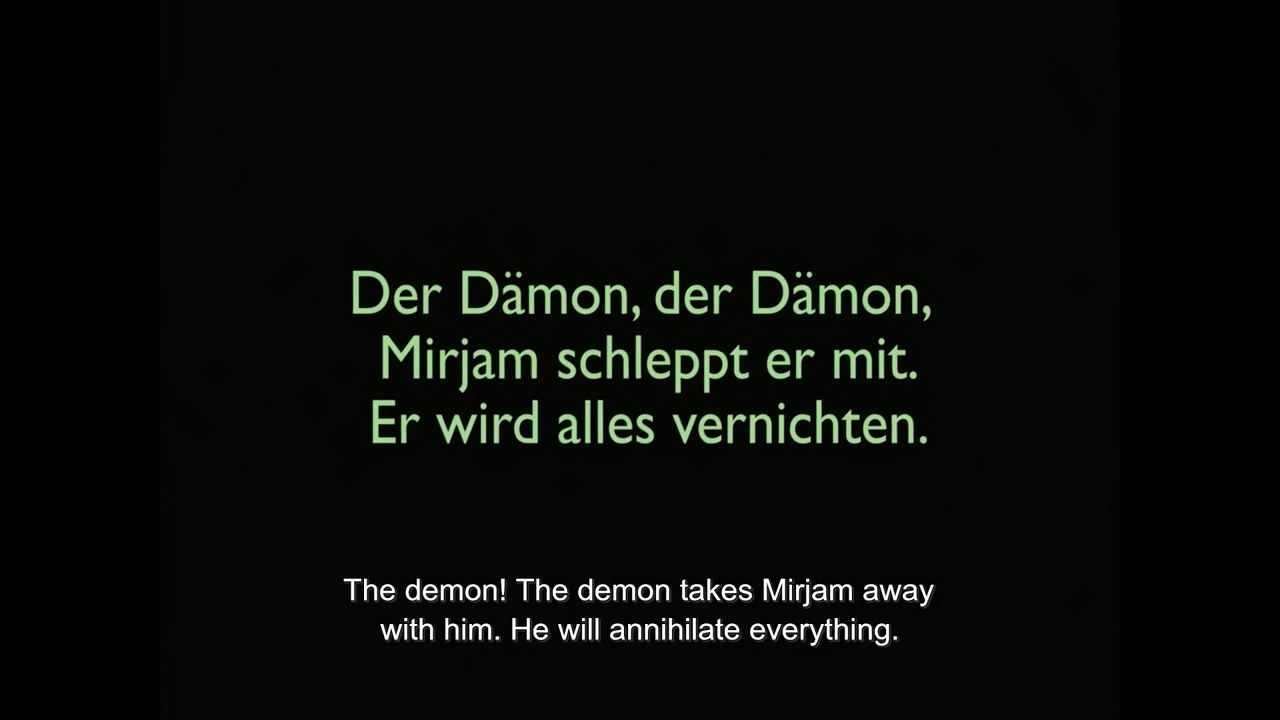 Der Dämon, der Dämon,
Mirjam schleppt er mit.
Er wird alles vernichten.
The demon! The demon takes Mirjam away
with him. He will annihilate everything.